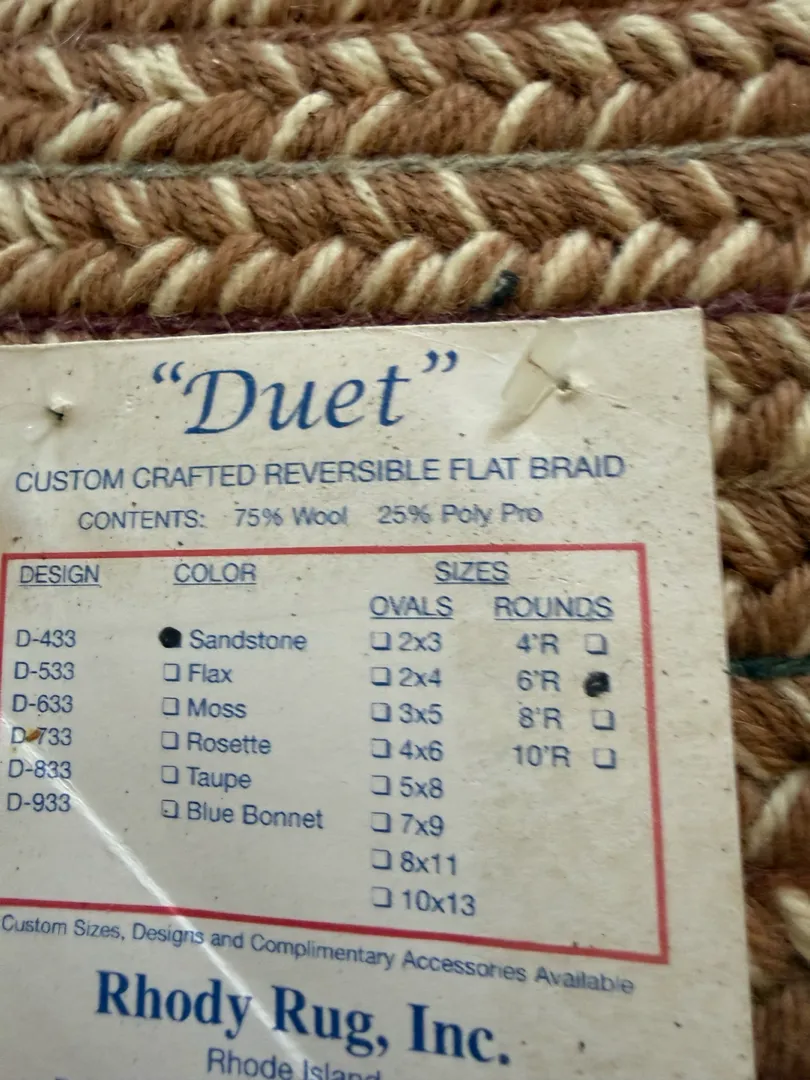 “Duet”
CUSTOM CRAFTED REVERSIBLE FLAT BRAID
CONTENTS: 75% Wool 25% Poly Pro
DESIGN COLOR SIZES
OVALS ROUNDS
D-433 Sandstone 2x3 4'R
D-533 Flax 2x4 6'R
D-633 Moss 3x5 8'R
D-733 Rosette 4x6 10'R
D-833 Taupe 5x8
D-933 Blue Bonnet 7x9
8x11
10x13
Custom Sizes, Designs and Complimentary Accessories Available
Rhody Rug, Inc.
Rhode Island